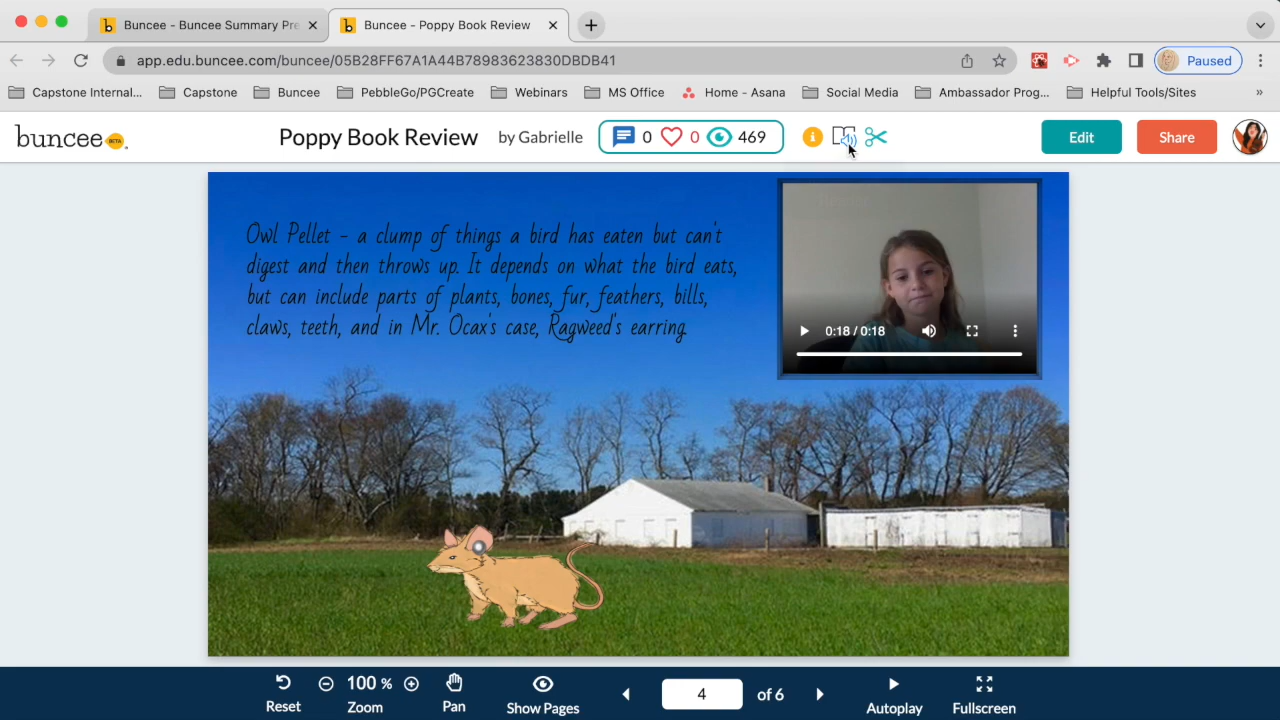 Buncee - Buncee Summary Pre
Buncee - Poppy Book Review
app.edu.buncee.com/buncee/05B28FF67A1A44B78983623830DBDB41
Paused
Capstone Internal...
Capstone
Buncee
PebbleGo/PGCreate
Webinars
MS Office
Home - Asana
Social Media
Ambassador Prog...
Helpful Tools/Sites
buncee BETA
Poppy Book Review
by Gabrielle
0
0
469
Edit
Share
Owl Pellet - a clump of things a bird has eaten but can't
digest and then throws up. It depends on what the bird eats,
but can include parts of plants, bones, fur, feathers, bills,
claws, teeth, and in Mr. Ocax's case, Ragweed's earring.
0:18 / 0:18
Reset
100 %
Zoom
Pan
Show Pages
4
of 6
Autoplay
Fullscreen